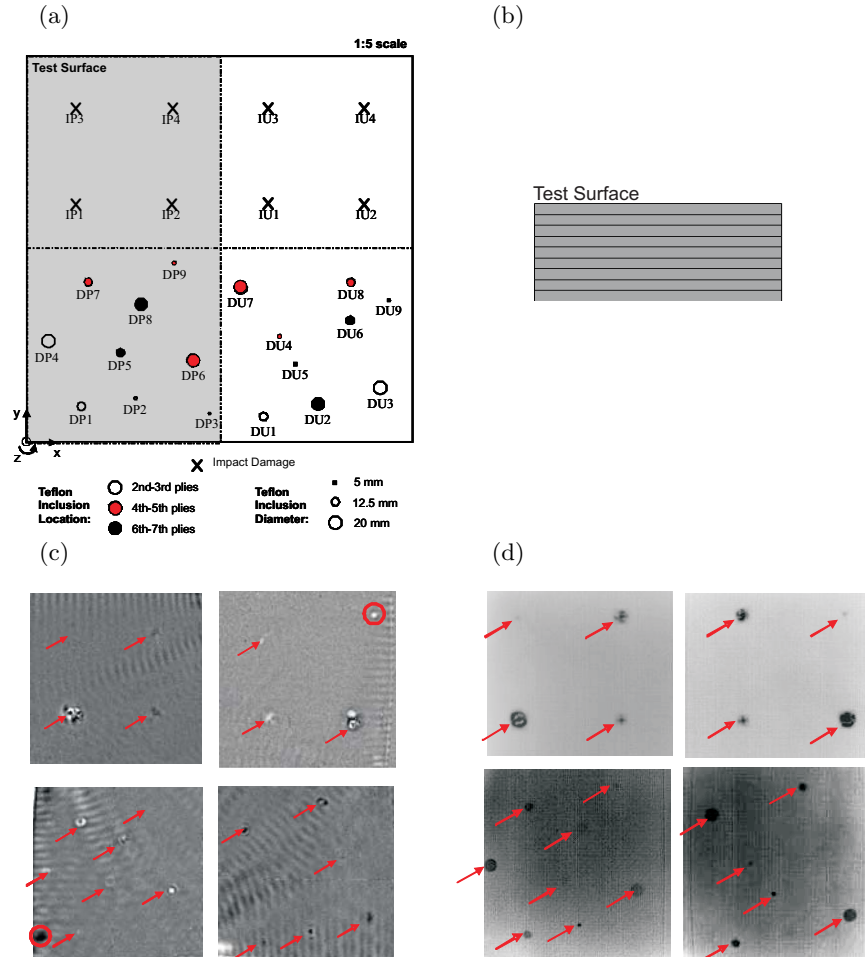 (a)
(b)
1:5 scale
Test Surface
IP3 IP4 IU3 IU4
Test Surface
IP1 IP2 IU1 IU2
DP9
DP7 DU7 DU8
DP8 DU9
DU6
DP4 DU4
DP5 DP6 DU5
DP2 DU3
y DP1 DP3 DU1 DU2
z x
X Impact Damage
Teflon Inclusion Location:
2nd-3rd plies
4th-5th plies
6th-7th plies
Teflon Inclusion Diameter:
5 mm
12.5 mm
20 mm
(c)
(d)